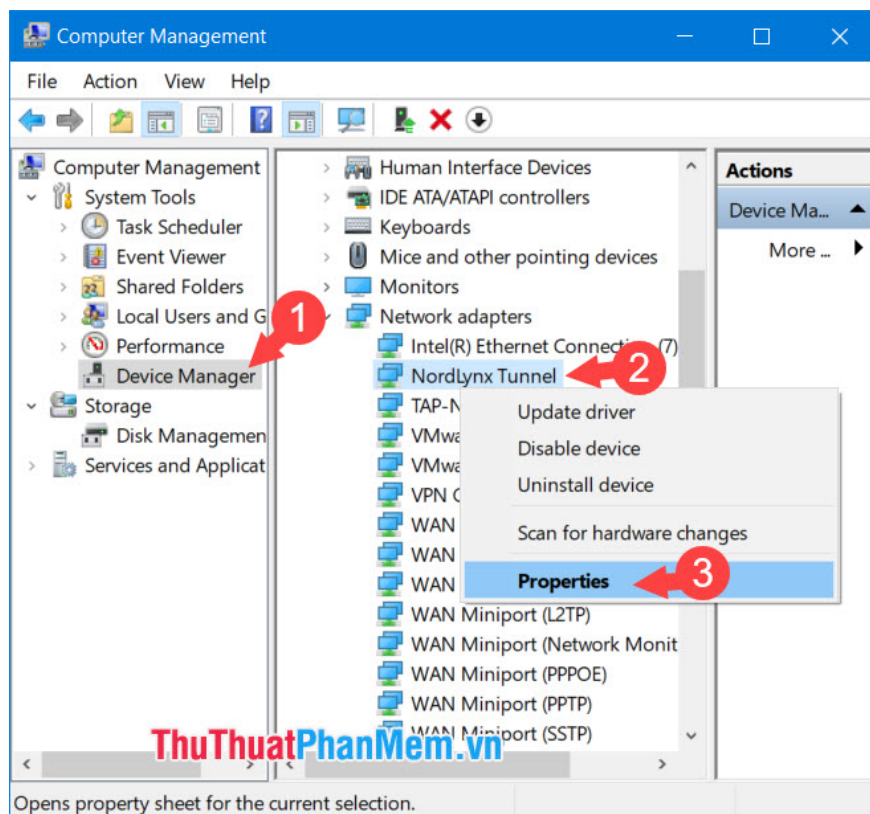 Computer Management
File Action View Help
Computer Management
System Tools
Task Scheduler
Event Viewer
Shared Folders
Local Users and G
Performance
Device Manager
Storage
Disk Managemen
Services and Applicat
1
Human Interface Devices
IDE ATA/ATAPI controllers
Keyboards
Mice and other pointing devices
Monitors
Network adapters
Intel(R) Ethernet Connection (7)
NordLynx Tunnel
2
TAP-N
VMwa
VMwa
VPN C
WAN
WAN
WAN
WAN Miniport (L2TP)
WAN Miniport (Network Monit
WAN Miniport (PPPOE)
WAN Miniport (PPTP)
WAN Miniport (SSTP)
Update driver
Disable device
Uninstall device
Scan for hardware changes
Properties
3
Actions
Device Ma...
More ...
ThuThuatPhanMem.vn
Opens property sheet for the current selection.